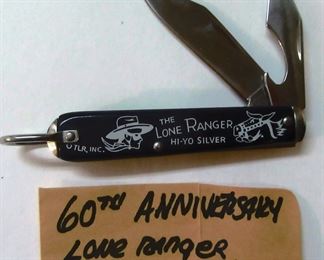 THE
LONE RANGER
HI-YO SILVER
© TLR, INC.
60TH ANNIVERSARY
LONE RANGER